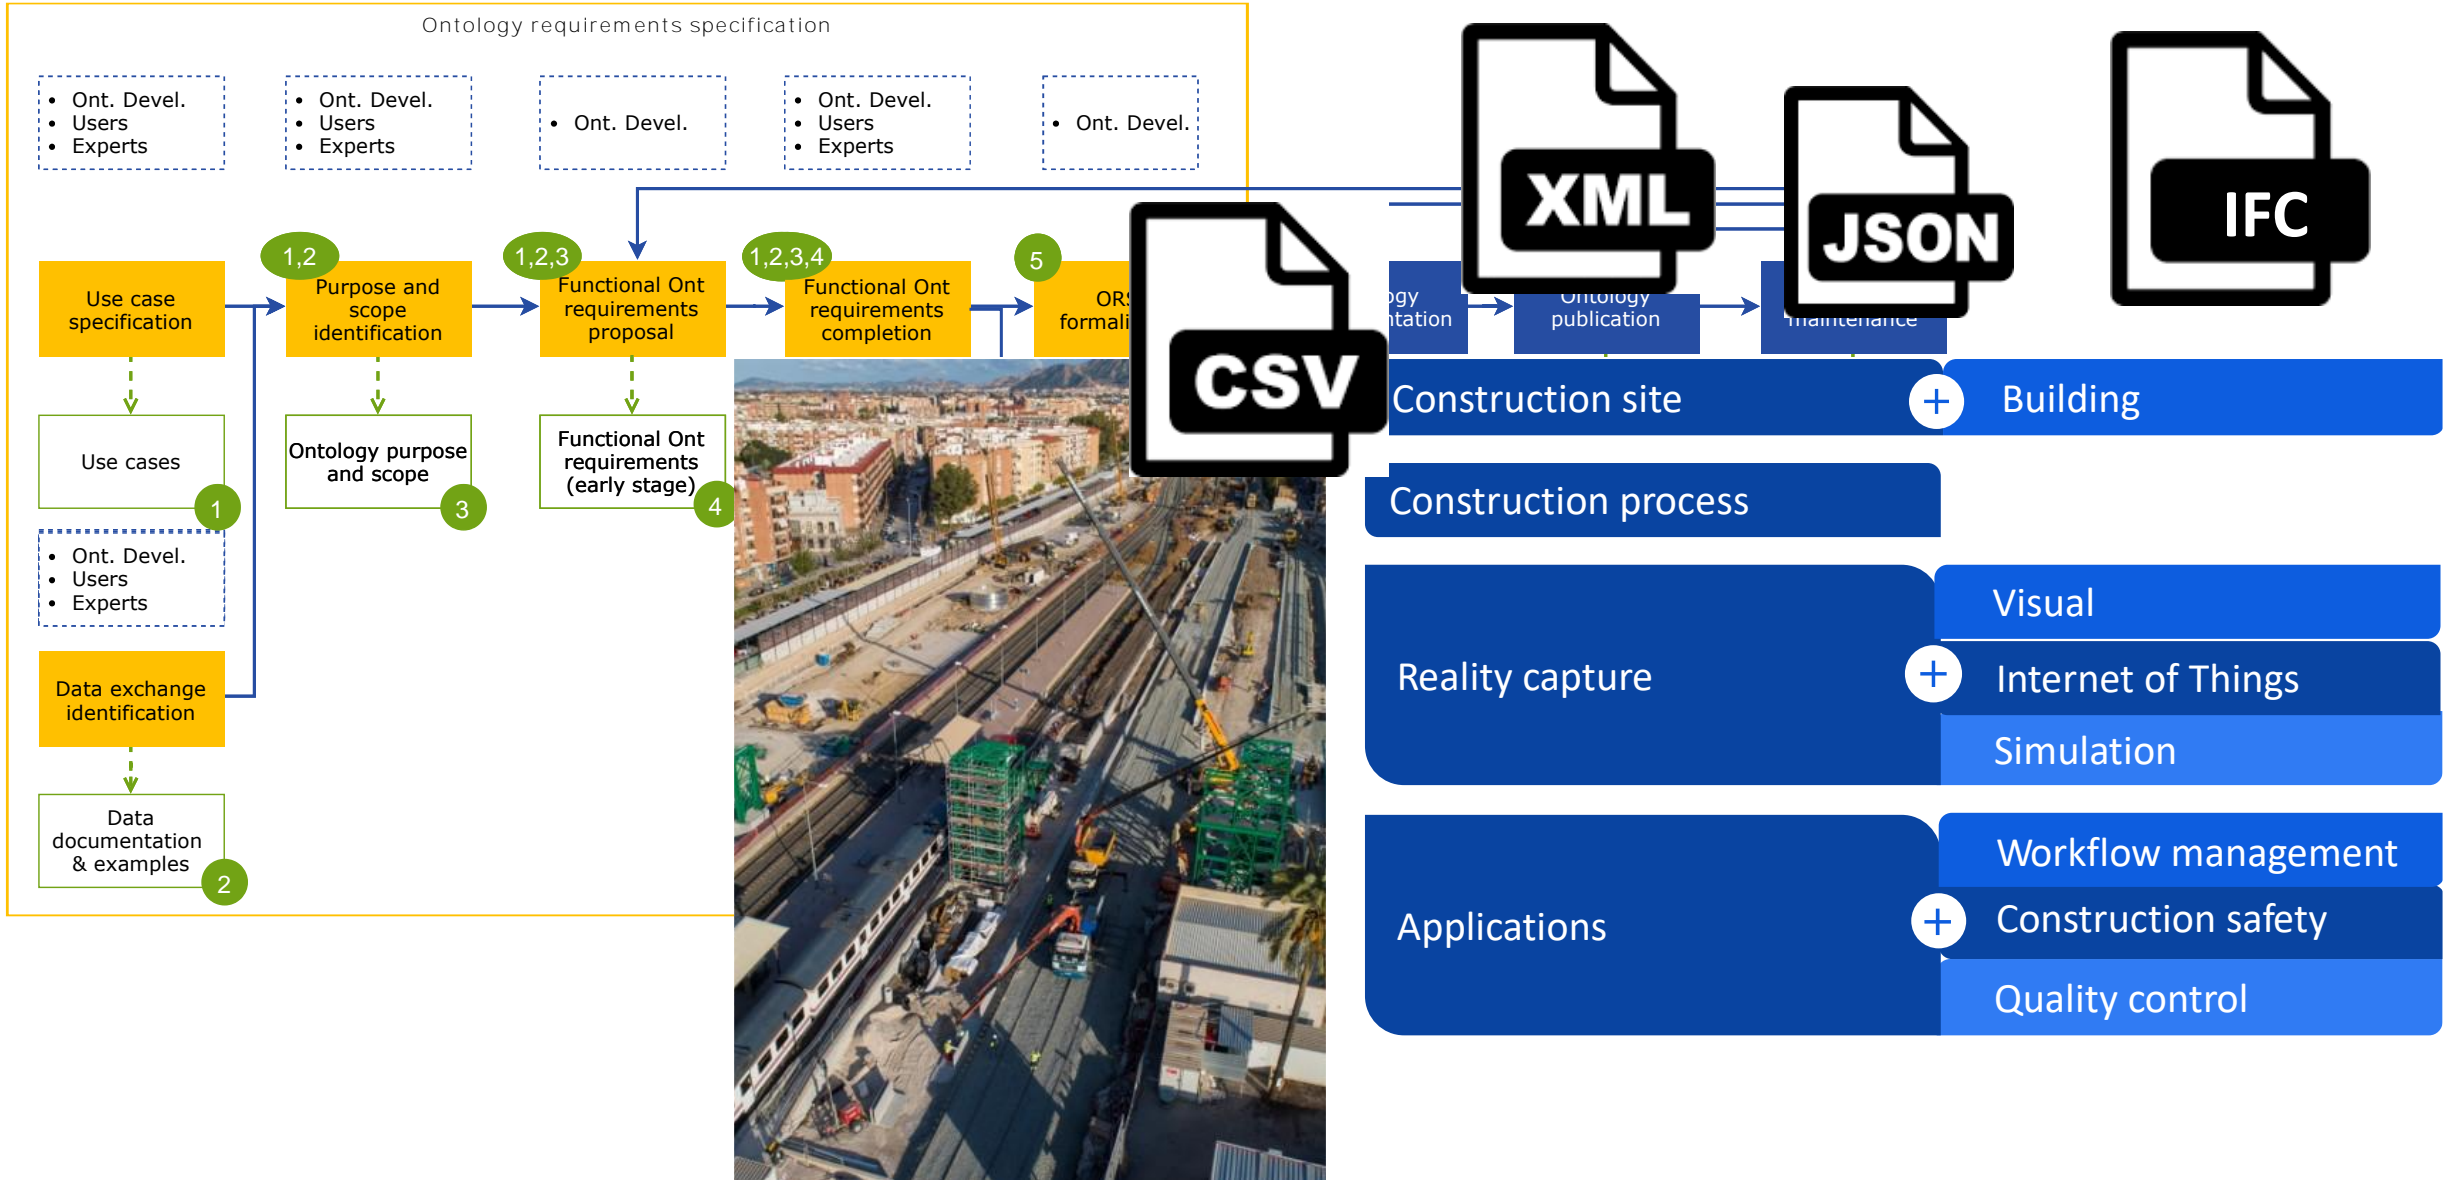 Ontology requirements specification
• Ont. Devel.
• Users
• Experts
• Ont. Devel.
• Users
• Experts
• Ont. Devel.
• Ont. Devel.
• Users
• Experts
• Ont. Devel.
XML
JSON
IFC
CSV
Use case
specification
1,2
Purpose and
scope
identification
1,2,3
Functional Ont
requirements
proposal
1,2,3,4
Functional Ont
requirements
completion
5
Ontology
publication
maintenance
Use cases
1
Ontology purpose
and scope
3
Functional Ont
requirements
(early stage)
4
• Ont. Devel.
• Users
• Experts
Data exchange
identification
Data
documentation
& examples
2
Construction site
+
Building
Construction process
Reality capture
+
Visual
Internet of Things
Simulation
Applications
+
Workflow management
Construction safety
Quality control